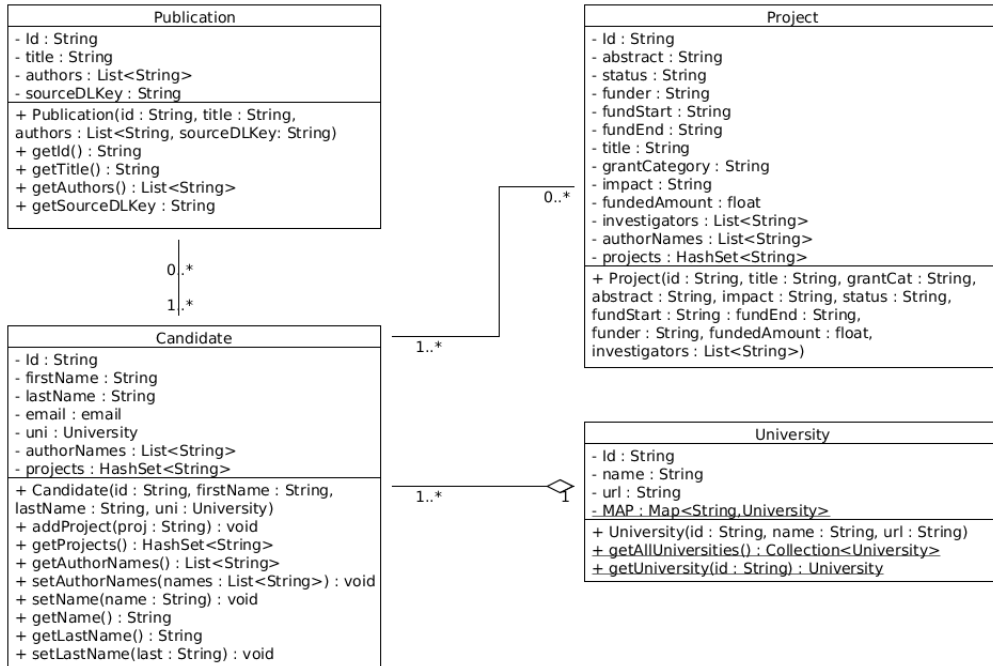 Publication
- Id : String
- title : String
- authors : List<String>
- sourceDLKey : String
+ Publication(id : String, title : String,
authors : List<String, sourceDLKey: String)
+ getId() : String
+ getTitle() : String
+ getAuthors() : List<String>
+ getSourceDLKey : String
0..*
1..*
Candidate
- Id : String
- firstName : String
- lastName : String
- email : email
- uni : University
- authorNames : List<String>
- projects : HashSet<String>
+ Candidate(id : String, firstName : String,
lastName : String, uni : University)
+ addProject(proj : String) : void
+ getProjects() : HashSet<String>
+ getAuthorNames() : List<String>
+ setAuthorNames(names : List<String>) : void
+ setName(name : String) : void
+ getName() : String
+ getLastName() : String
+ setLastName(last : String) : void
0..*
1..*
Project
- Id : String
- abstract : String
- status : String
- funder : String
- fundStart : String
- fundEnd : String
- title : String
- grantCategory : String
- impact : String
- fundedAmount : float
- investigators : List<String>
- authorNames : List<String>
- projects : HashSet<String>
+ Project(id : String, title : String, grantCat : String,
abstract : String, impact : String, status : String,
fundStart : String : fundEnd : String,
funder : String, fundedAmount : float,
investigators : List<String>)
1..*
1
University
- Id : String
- name : String
- url : String
- MAP : Map<String,University>
+ University(id : String, name : String, url : String)
+ getAllUniversities() : Collection<University>
+ getUniversity(id : String) : University